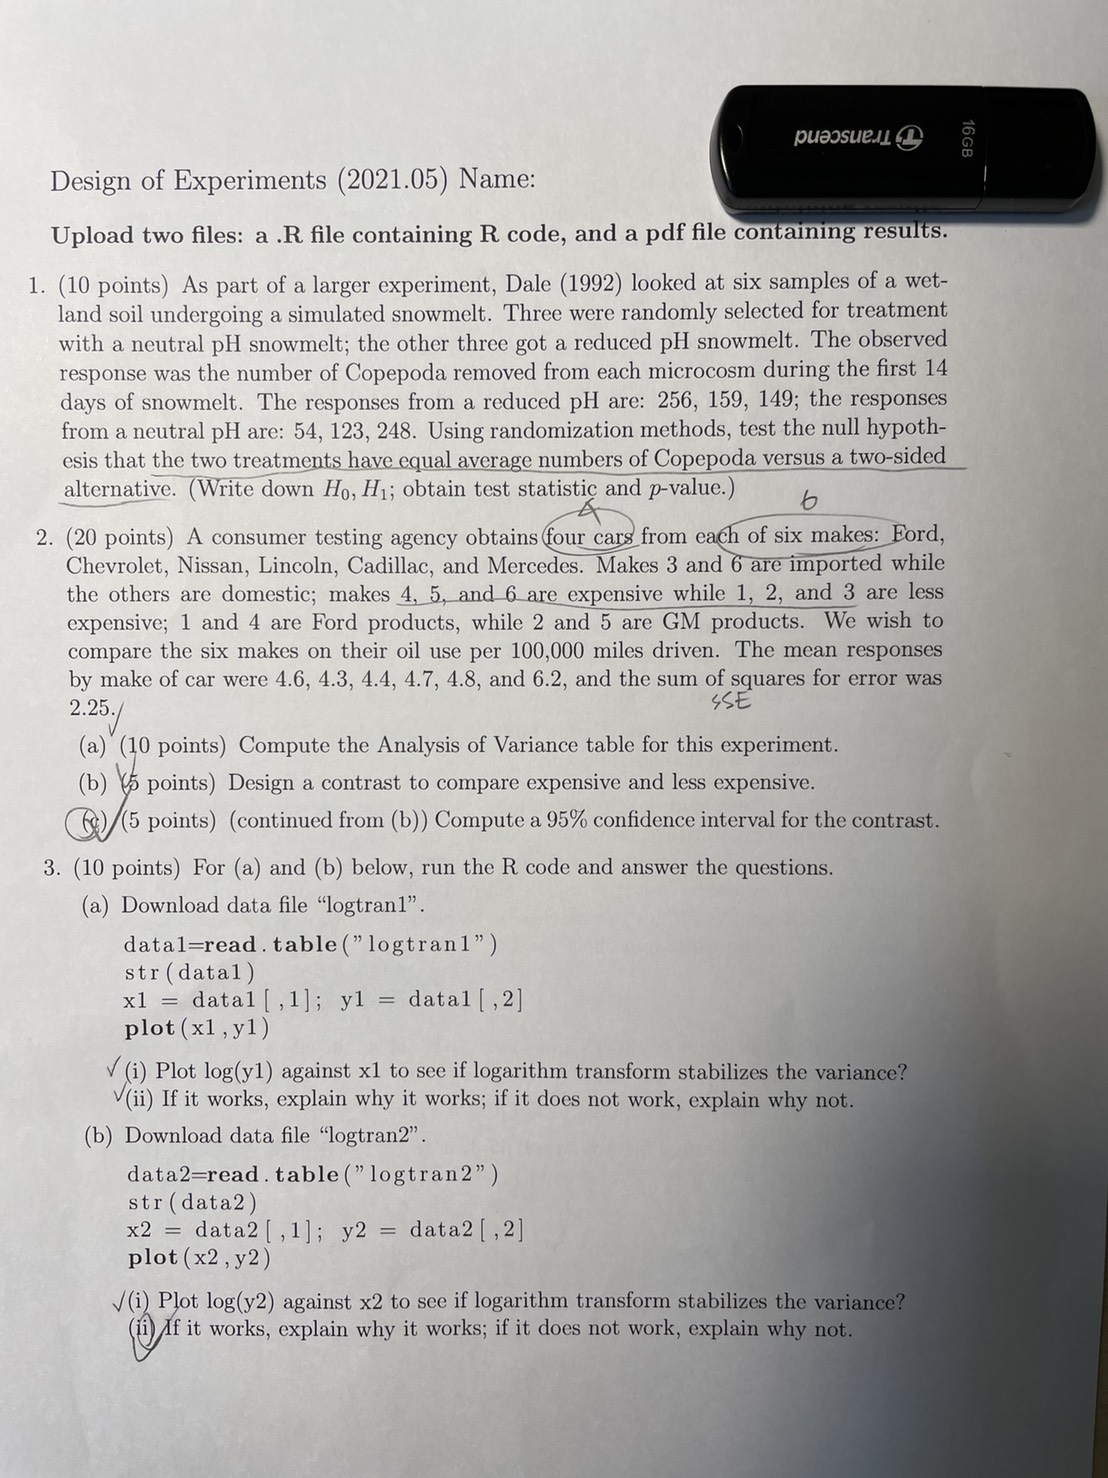 Transcend
16GB
Design of Experiments (2021.05) Name:
Upload two files: a .R file containing R code, and a pdf file containing results.
1. (10 points) As part of a larger experiment, Dale (1992) looked at six samples of a wet-
land soil undergoing a simulated snowmelt. Three were randomly selected for treatment
with a neutral pH snowmelt; the other three got a reduced pH snowmelt. The observed
response was the number of Copepoda removed from each microcosm during the first 14
days of snowmelt. The responses from a reduced pH are: 256, 159, 149; the responses
from a neutral pH are: 54, 123, 248. Using randomization methods, test the null hypoth-
esis that the two treatments have equal average numbers of Copepoda versus a two-sided
alternative. (Write down H₀, H₁; obtain test statistic and p-value.)
4 6
2. (20 points) A consumer testing agency obtains four cars from each of six makes: Ford,
Chevrolet, Nissan, Lincoln, Cadillac, and Mercedes. Makes 3 and 6 are imported while
the others are domestic; makes 4, 5, and 6 are expensive while 1, 2, and 3 are less
expensive; 1 and 4 are Ford products, while 2 and 5 are GM products. We wish to
compare the six makes on their oil use per 100,000 miles driven. The mean responses
by make of car were 4.6, 4.3, 4.4, 4.7, 4.8, and 6.2, and the sum of squares for error was
2.25.
SSE
(a) (10 points) Compute the Analysis of Variance table for this experiment.
(b) (5 points) Design a contrast to compare expensive and less expensive.
(c) (5 points) (continued from (b)) Compute a 95% confidence interval for the contrast.
3. (10 points) For (a) and (b) below, run the R code and answer the questions.
(a) Download data file “logtran1”.
data1=read.table("logtran1")
str(data1)
x1 = data1[,1]; y1 = data1[,2]
plot(x1,y1)
(i) Plot log(y1) against x1 to see if logarithm transform stabilizes the variance?
(ii) If it works, explain why it works; if it does not work, explain why not.
(b) Download data file “logtran2”.
data2=read.table("logtran2")
str(data2)
x2 = data2[,1]; y2 = data2[,2]
plot(x2,y2)
(i) Plot log(y2) against x2 to see if logarithm transform stabilizes the variance?
(ii) If it works, explain why it works; if it does not work, explain why not.